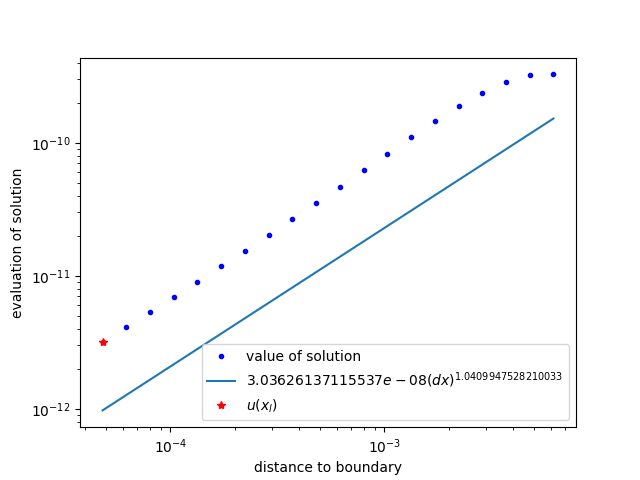 evaluation of solution
10⁻¹⁰
10⁻¹¹
10⁻¹²
value of solution
3.03626137115537e − 08(dx)^1.0409947528210033
u(x_l)
10⁻⁴
10⁻³
distance to boundary